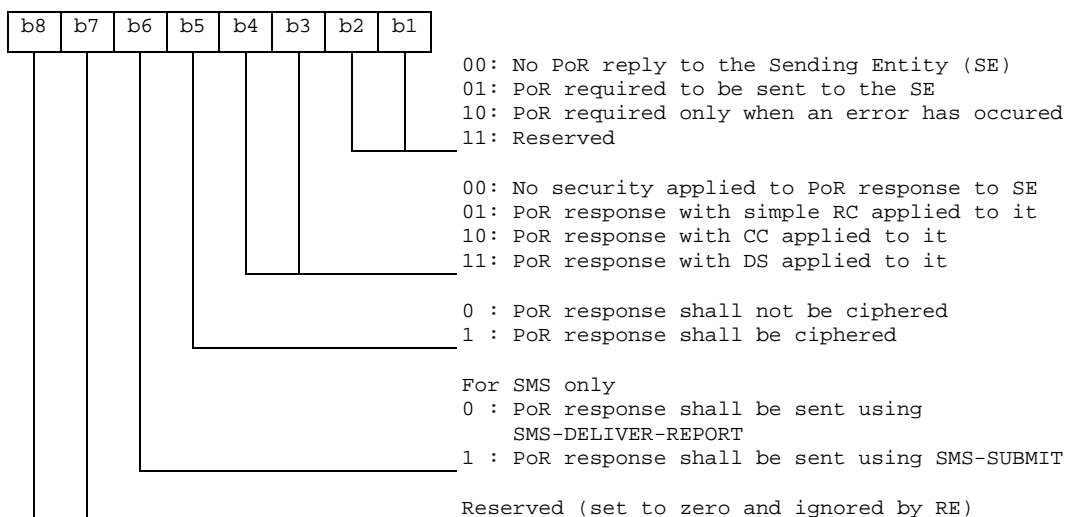 b8 b7 b6 b5 b4 b3 b2 b1
00: No PoR reply to the Sending Entity (SE)
01: PoR required to be sent to the SE
10: PoR required only when an error has occured
11: Reserved
00: No security applied to PoR response to SE
01: PoR response with simple RC applied to it
10: PoR response with CC applied to it
11: PoR response with DS applied to it
0 : PoR response shall not be ciphered
1 : PoR response shall be ciphered
For SMS only
0 : PoR response shall be sent using
SMS-DELIVER-REPORT
1 : PoR response shall be sent using SMS-SUBMIT
Reserved (set to zero and ignored by RE)